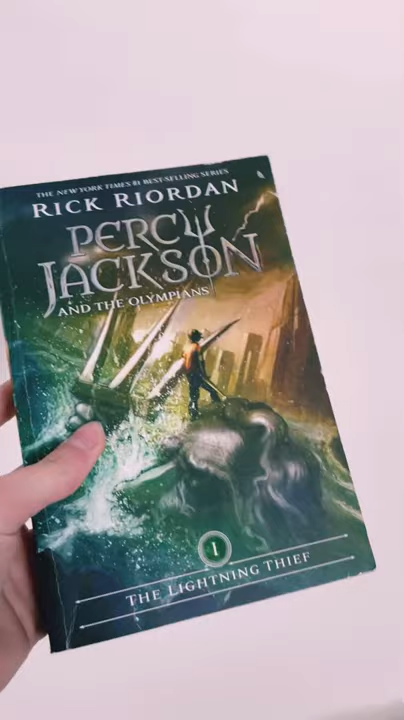 THE NEW YORK TIMES #1 BEST-SELLING SERIES
RICK RIORDAN
PERCY
JACKSON
AND THE OLYMPIANS
1
THE LIGHTNING THIEF